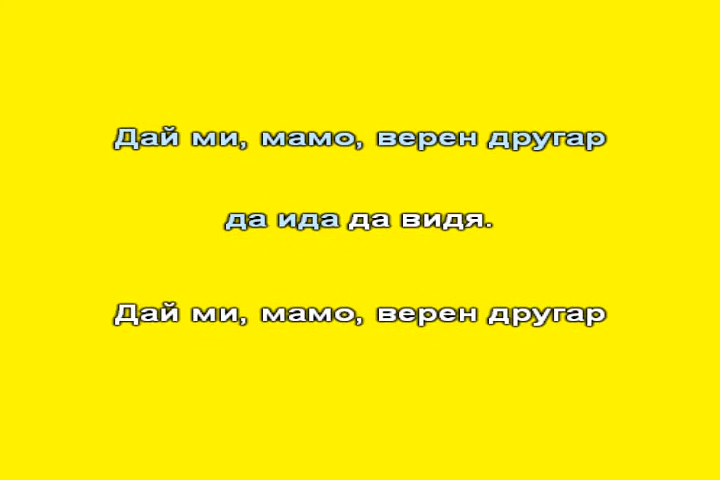 Дай ми, мамо, верен другар
да ида да видя.
Дай ми, мамо, верен другар